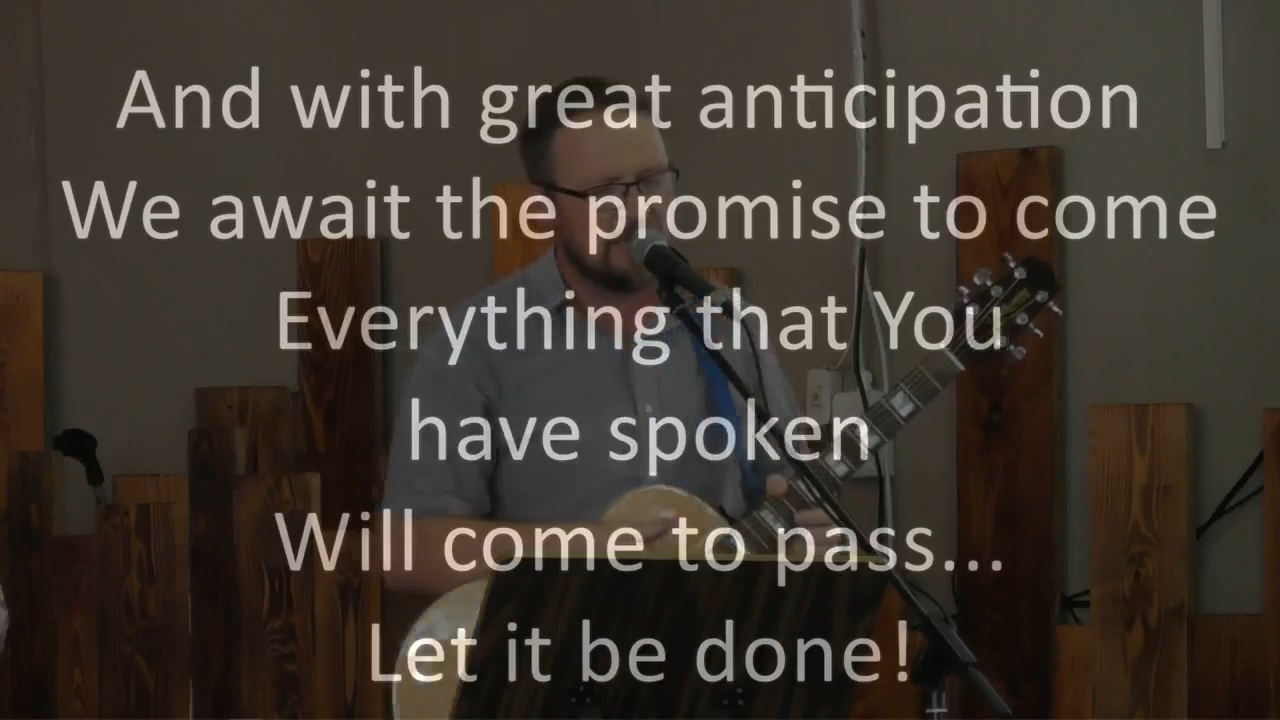 And with great anticipation
We await the promise to come
Everything that You
have spoken
Will come to pass...
Let it be done!